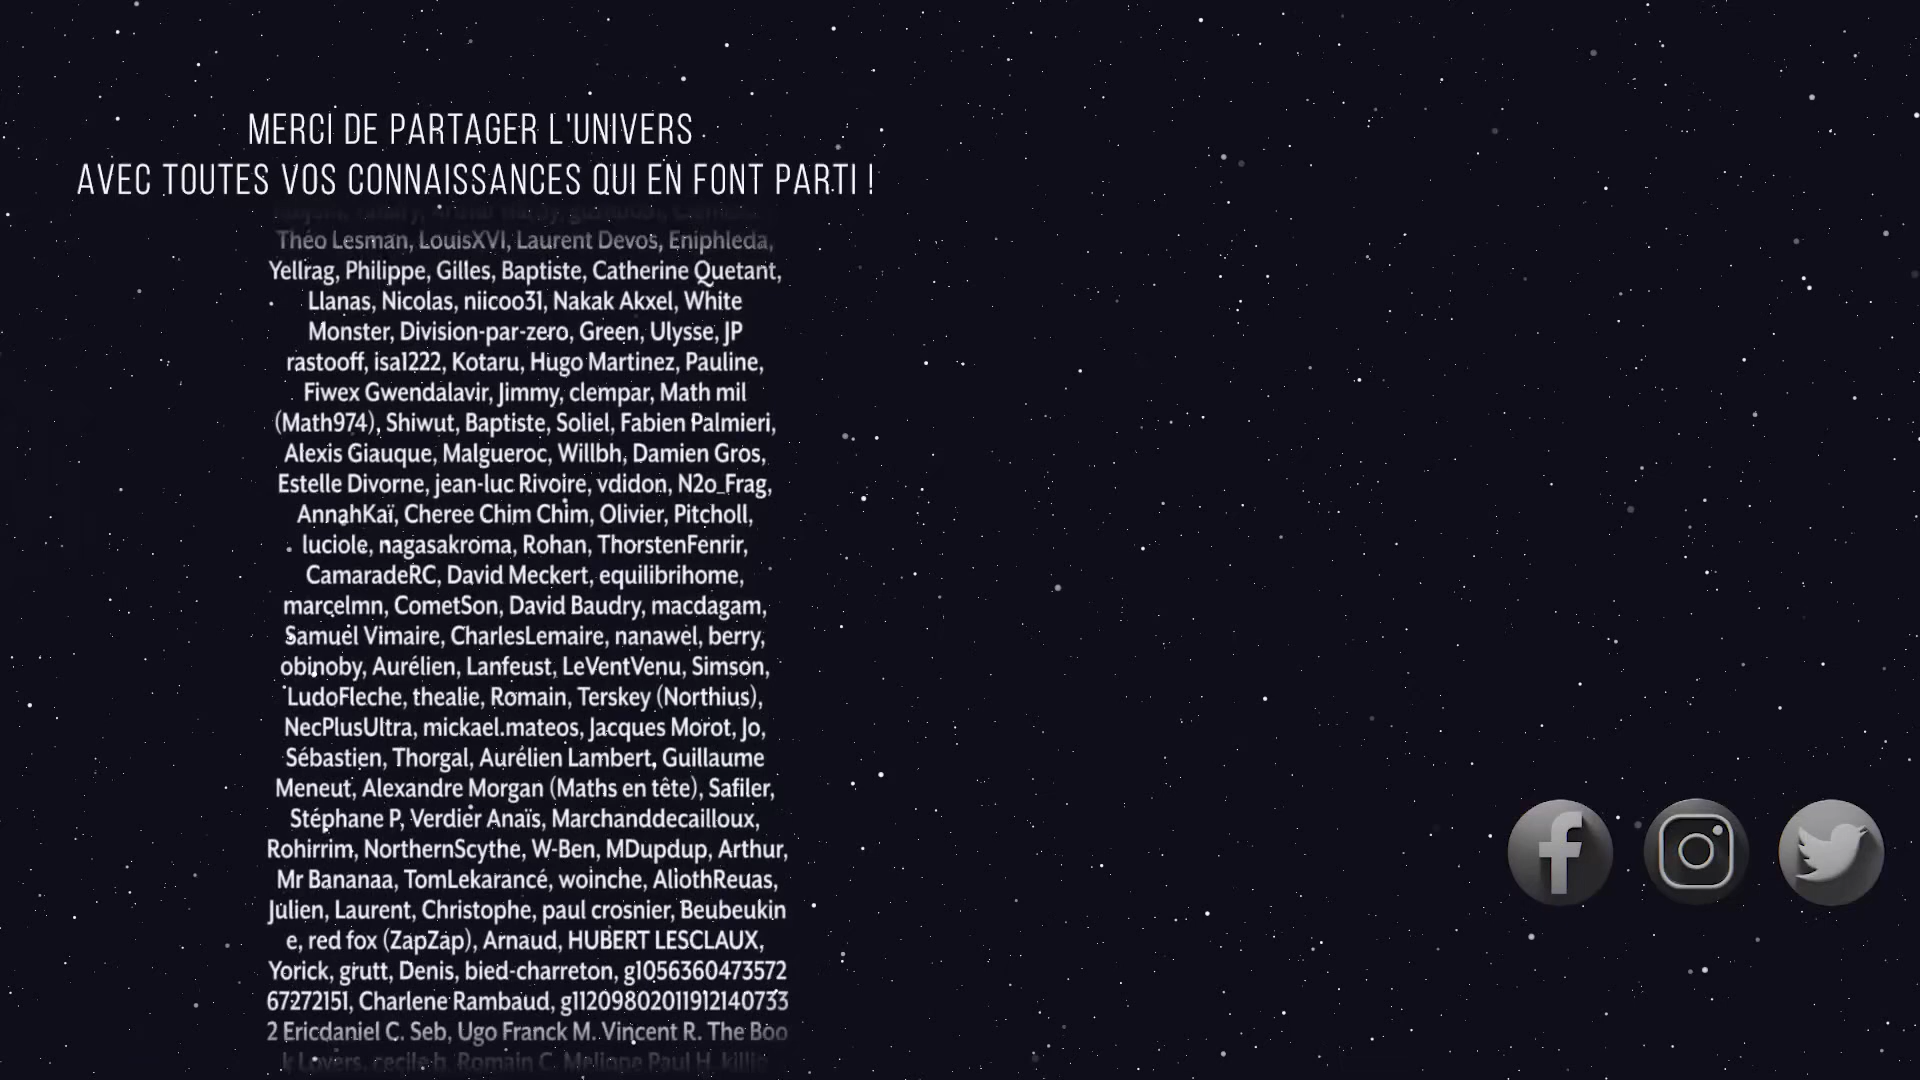 MERCI DE PARTAGER L'UNIVERS
AVEC TOUTES VOS CONNAISSANCES QUI EN FONT PARTI !
Théo Lesman, LouisXVI, Laurent Devos, Eniphleda,
Yellrag, Philippe, Gilles, Baptiste, Catherine Quetant,
Llanas, Nicolas, niicoo31, Nakak Akxel, White
Monster, Division-par-zero, Green, Ulysse, JP
rastooff, isa1222, Kotaru, Hugo Martinez, Pauline,
Fiwex Gwendalavir, Jimmy, clempar, Math mil
(Math974), Shiwut, Baptiste, Soliel, Fabien Palmieri,
Alexis Giauque, Malgueroc, Willbh, Damien Gros,
Estelle Divorne, jean-luc Rivoire, vdidon, N2o_Frag,
AnnahKaï, Cheree Chim Chim, Olivier, Pitcholl,
luciole, nagasakroma, Rohan, ThorstenFenrir,
CamaradeRC, David Meckert, equilibrihome,
marcelmn, CometSon, David Baudry, macdagam,
Samuel Vimaire, CharlesLemaire, nanawel, berry,
obinoby, Aurélien, Lanfeust, LeVentVenu, Simson,
LudoFleche, thealie, Romain, Terskey (Northius),
NecPlusUltra, mickael.mateos, Jacques Morot, Jo,
Sébastien, Thorgal, Aurélien Lambert, Guillaume
Meneut, Alexandre Morgan (Maths en tête), Safiler,
Stéphane P, Verdier Anaïs, Marchanddecailloux,
Rohirrim, NorthernScythe, W-Ben, MDupdup, Arthur,
Mr Bananaa, TomLekarancé, woinche, AliothReuas,
Julien, Laurent, Christophe, paul crosnier, Beubeukin
e, red fox (ZapZap), Arnaud, HUBERT LESCLAUX,
Yorick, grutt, Denis, bied-charreton, g1056360473572
67272151, Charlene Rambaud, g11209802011912140733
2 Ericdaniel C. Seb, Ugo Franck M. Vincent R. The Boo
k Lovers, cecile b, Romain C. Paul H.